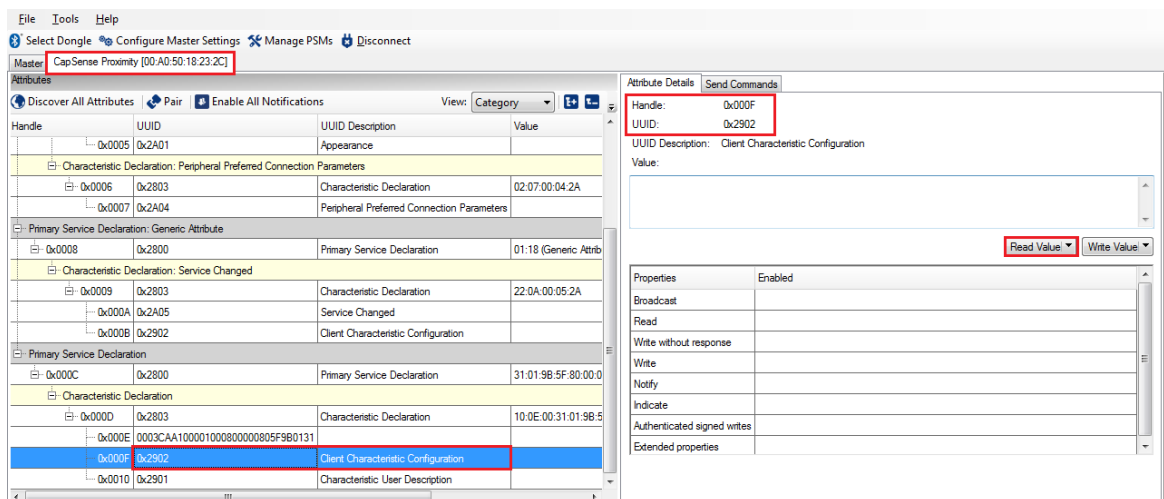 File Tools Help
Select Dongle Configure Master Settings Manage PSMs Disconnect
Master CapSense Proximity [00:A0:50:18:23:2C]
Attributes
Discover All Attributes Pair Enable All Notifications View: Category
Handle UUID UUID Description Value
0x0005 0x2A01 Appearance
Characteristic Declaration: Peripheral Preferred Connection Parameters
0x0006 0x2803 Characteristic Declaration 02:07:00:04:2A
0x0007 0x2A04 Peripheral Preferred Connection Parameters
Primary Service Declaration: Generic Attribute
0x0008 0x2800 Primary Service Declaration 01:18 (Generic Attrib
Characteristic Declaration: Service Changed
0x0009 0x2803 Characteristic Declaration 22:0A:00:05:2A
0x000A 0x2A05 Service Changed
0x000B 0x2902 Client Characteristic Configuration
Primary Service Declaration
0x000C 0x2800 Primary Service Declaration 31:01:9B:5F:80:00:0
Characteristic Declaration
0x000D 0x2803 Characteristic Declaration 10:0E:00:31:01:9B:5
0x000E 0003CAA100001000800000805F9B0131
0x000F 0x2902 Client Characteristic Configuration
0x0010 0x2901 Characteristic User Description
Attribute Details Send Commands
Handle: 0x000F
UUID: 0x2902
UUID Description: Client Characteristic Configuration
Value:
Read Value Write Value
Properties Enabled
Broadcast
Read
Write without response
Write
Notify
Indicate
Authenticated signed writes
Extended properties